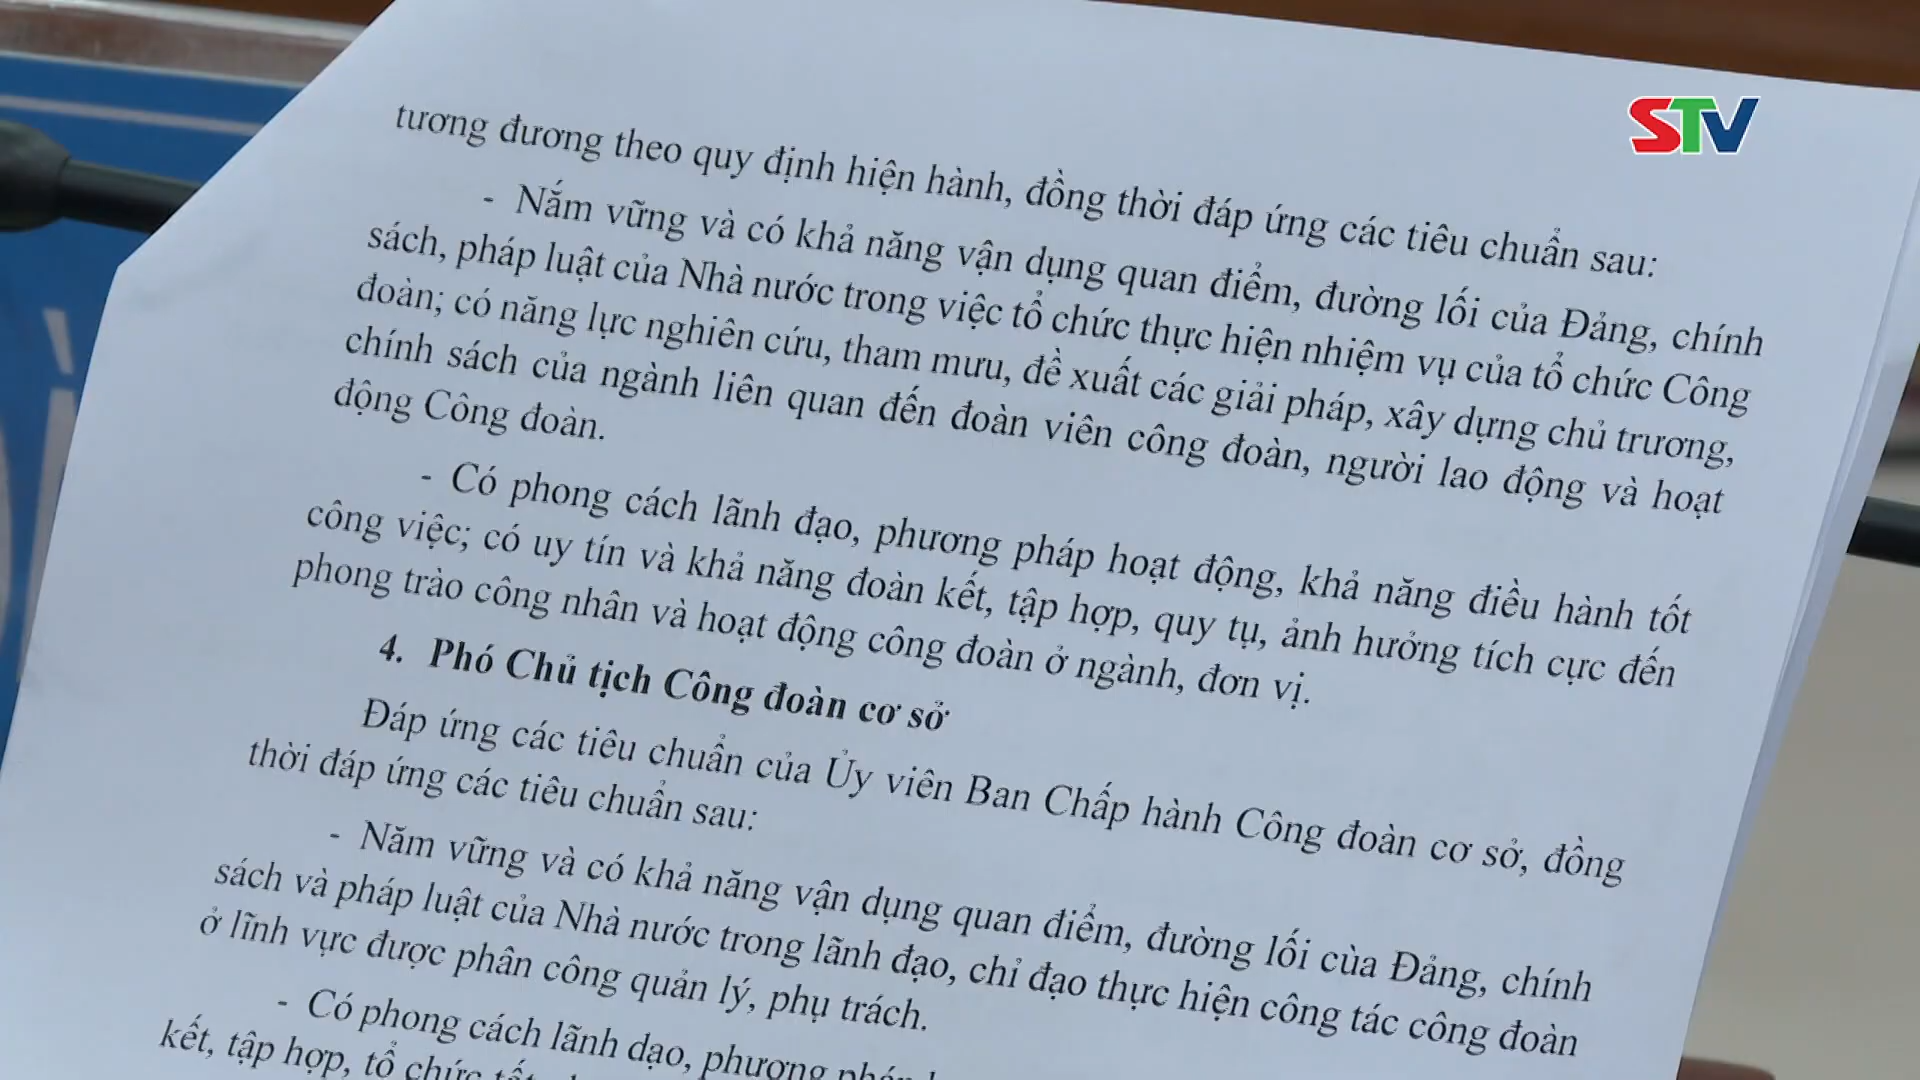 STV
tương đương theo quy định hiện hành, đồng thời đáp ứng các tiêu chuẩn sau:
- Nắm vững và có khả năng vận dụng quan điểm, đường lối của Đảng, chính
sách, pháp luật của Nhà nước trong việc tổ chức thực hiện nhiệm vụ của tổ chức Công
đoàn; có năng lực nghiên cứu, tham mưu, đề xuất các giải pháp, xây dựng chủ trương,
chính sách của ngành liên quan đến đoàn viên công đoàn, người lao động và hoạt
động Công đoàn.
- Có phong cách lãnh đạo, phương pháp hoạt động, khả năng điều hành tốt
công việc; có uy tín và khả năng đoàn kết, tập hợp, quy tụ, ảnh hưởng tích cực đến
phong trào công nhân và hoạt động công đoàn ở ngành, đơn vị.
4. Phó Chủ tịch Công đoàn cơ sở
Đáp ứng các tiêu chuẩn của Ủy viên Ban Chấp hành Công đoàn cơ sở, đồng
thời đáp ứng các tiêu chuẩn sau:
- Năm vững và có khả năng vận dụng quan điểm, đường lối cùa Đảng, chính
sách và pháp luật của Nhà nước trong lãnh đạo, chỉ đạo thực hiện công tác công đoàn
ở lĩnh vực được phân công quản lý, phụ trách.
- Có phong cách lãnh dạo, phương pháp
kết, tập hợp, tổ chức tốt